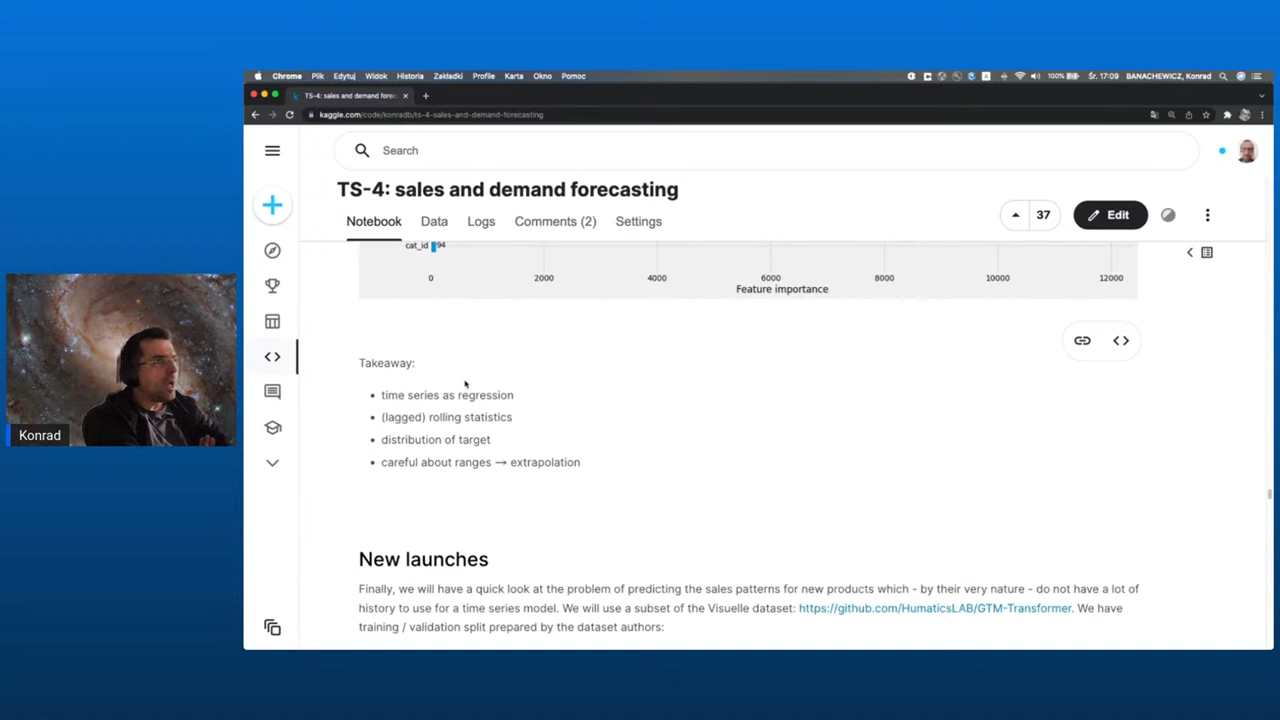 Chrome Plik Edytuj Widok Historia Zakładki Profile Karta Okno Pomoc 100% Śr. 17:09 BANACHEWICZ, Konrad
TS-4: sales and demand forec
kaggle.com/code/konradb/ts-4-sales-and-demand-forecasting
Search
TS-4: sales and demand forecasting
Notebook Data Logs Comments (2) Settings 37 Edit
cat_id 94
0 2000 4000 6000 8000 10000 12000
Feature importance
Takeaway:
• time series as regression
• (lagged) rolling statistics
• distribution of target
• careful about ranges → extrapolation
Konrad
New launches
Finally, we will have a quick look at the problem of predicting the sales patterns for new products which - by their very nature - do not have a lot of
history to use for a time series model. We will use a subset of the Visuelle dataset: https://github.com/HumaticsLAB/GTM-Transformer. We have
training / validation split prepared by the dataset authors: